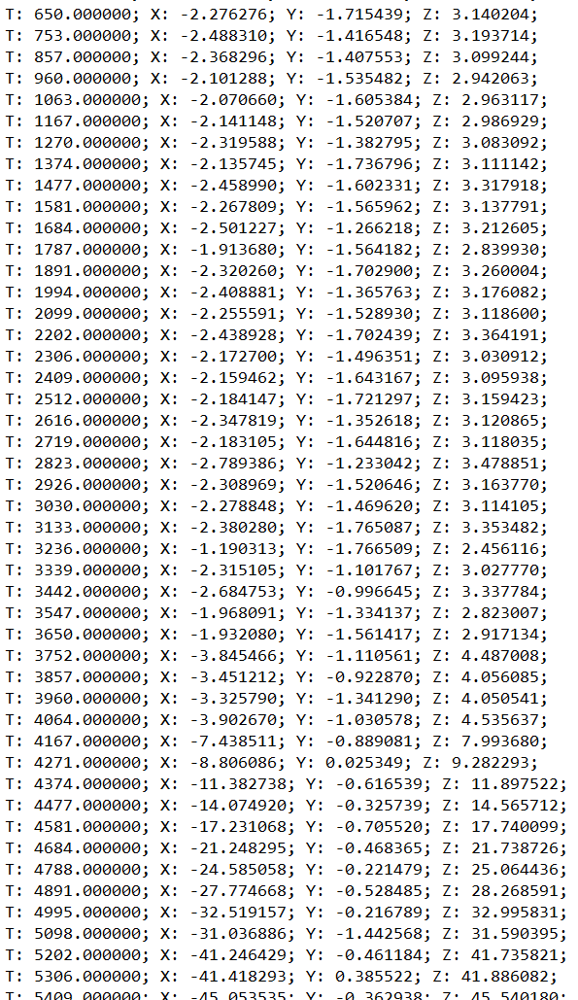 T: 650.000000; X: -2.276276; Y: -1.715439; Z: 3.140204;
T: 753.000000; X: -2.488310; Y: -1.416548; Z: 3.193714;
T: 857.000000; X: -2.368296; Y: -1.407553; Z: 3.099244;
T: 960.000000; X: -2.101288; Y: -1.535482; Z: 2.942063;
T: 1063.000000; X: -2.070660; Y: -1.605384; Z: 2.963117;
T: 1167.000000; X: -2.141148; Y: -1.520707; Z: 2.986929;
T: 1270.000000; X: -2.319588; Y: -1.382795; Z: 3.083092;
T: 1374.000000; X: -2.135745; Y: -1.736796; Z: 3.111142;
T: 1477.000000; X: -2.458990; Y: -1.602331; Z: 3.317918;
T: 1581.000000; X: -2.267809; Y: -1.565962; Z: 3.137791;
T: 1684.000000; X: -2.501227; Y: -1.266218; Z: 3.212605;
T: 1787.000000; X: -1.913680; Y: -1.564182; Z: 2.839930;
T: 1891.000000; X: -2.320260; Y: -1.702900; Z: 3.260004;
T: 1994.000000; X: -2.408881; Y: -1.365763; Z: 3.176082;
T: 2099.000000; X: -2.255591; Y: -1.528930; Z: 3.118600;
T: 2202.000000; X: -2.438928; Y: -1.702439; Z: 3.364191;
T: 2306.000000; X: -2.172700; Y: -1.496351; Z: 3.030912;
T: 2409.000000; X: -2.159462; Y: -1.643167; Z: 3.095938;
T: 2512.000000; X: -2.184147; Y: -1.721297; Z: 3.159423;
T: 2616.000000; X: -2.347819; Y: -1.352618; Z: 3.120865;
T: 2719.000000; X: -2.183105; Y: -1.644816; Z: 3.118035;
T: 2823.000000; X: -2.789386; Y: -1.233042; Z: 3.478851;
T: 2926.000000; X: -2.308969; Y: -1.520646; Z: 3.163770;
T: 3030.000000; X: -2.278848; Y: -1.469620; Z: 3.114105;
T: 3133.000000; X: -2.380280; Y: -1.765087; Z: 3.353482;
T: 3236.000000; X: -1.190313; Y: -1.766509; Z: 2.456116;
T: 3339.000000; X: -2.315105; Y: -1.101767; Z: 3.027770;
T: 3442.000000; X: -2.684753; Y: -0.996645; Z: 3.337784;
T: 3547.000000; X: -1.968091; Y: -1.334137; Z: 2.823007;
T: 3650.000000; X: -1.932080; Y: -1.561417; Z: 2.917134;
T: 3752.000000; X: -3.845466; Y: -1.110561; Z: 4.487008;
T: 3857.000000; X: -3.451212; Y: -0.922870; Z: 4.056085;
T: 3960.000000; X: -3.325790; Y: -1.341290; Z: 4.050541;
T: 4064.000000; X: -3.902670; Y: -1.030578; Z: 4.535637;
T: 4167.000000; X: -7.438511; Y: -0.889081; Z: 7.993680;
T: 4271.000000; X: -8.806086; Y: 0.025349; Z: 9.282293;
T: 4374.000000; X: -11.382738; Y: -0.616539; Z: 11.897522;
T: 4477.000000; X: -14.074920; Y: -0.325739; Z: 14.565712;
T: 4581.000000; X: -17.231068; Y: -0.705520; Z: 17.740099;
T: 4684.000000; X: -21.248295; Y: -0.468365; Z: 21.738726;
T: 4788.000000; X: -24.585058; Y: -0.221479; Z: 25.064436;
T: 4891.000000; X: -27.774668; Y: -0.528485; Z: 28.268591;
T: 4995.000000; X: -32.519157; Y: -0.216789; Z: 32.995831;
T: 5098.000000; X: -31.036886; Y: -1.442568; Z: 31.590395;
T: 5202.000000; X: -41.246429; Y: -0.461184; Z: 41.735821;
T: 5306.000000; X: -41.418293; Y: 0.385522; Z: 41.886082;
T: 5409.000000; X: -45.053535; Y: -0.362938; Z: 45.540180;